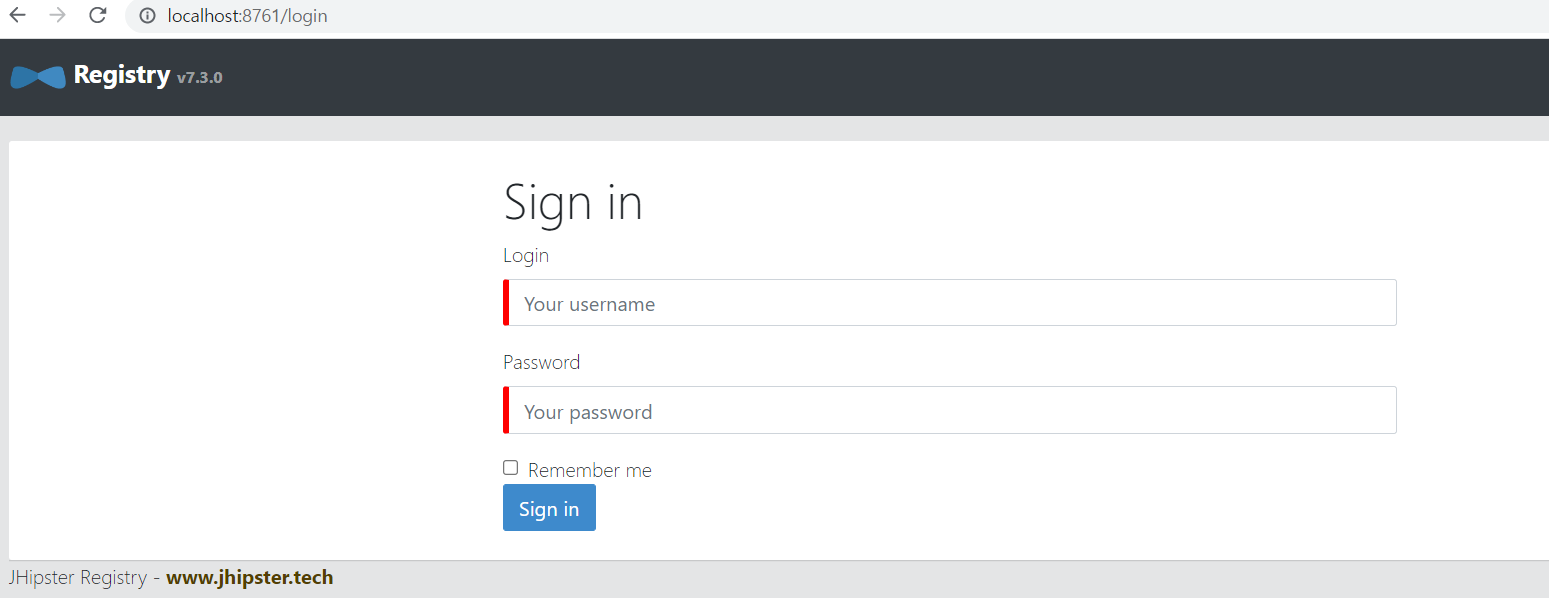 localhost:8761/login
Registry v7.3.0
Sign in
Login
Your username
Password
Your password
Remember me
Sign in
JHipster Registry - www.jhipster.tech